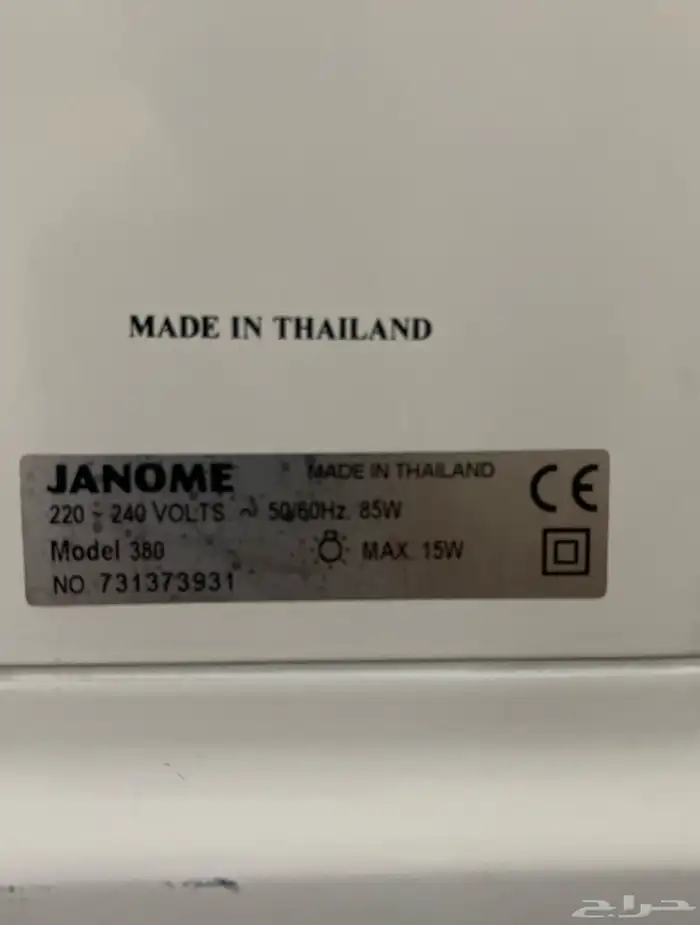 MADE IN THAILAND
JANOME MADE IN THAILAND
220 - 240 VOLTS ~ 50/60Hz. 85W
Model 380 MAX. 15W
NO. 731373931
CE
حراج